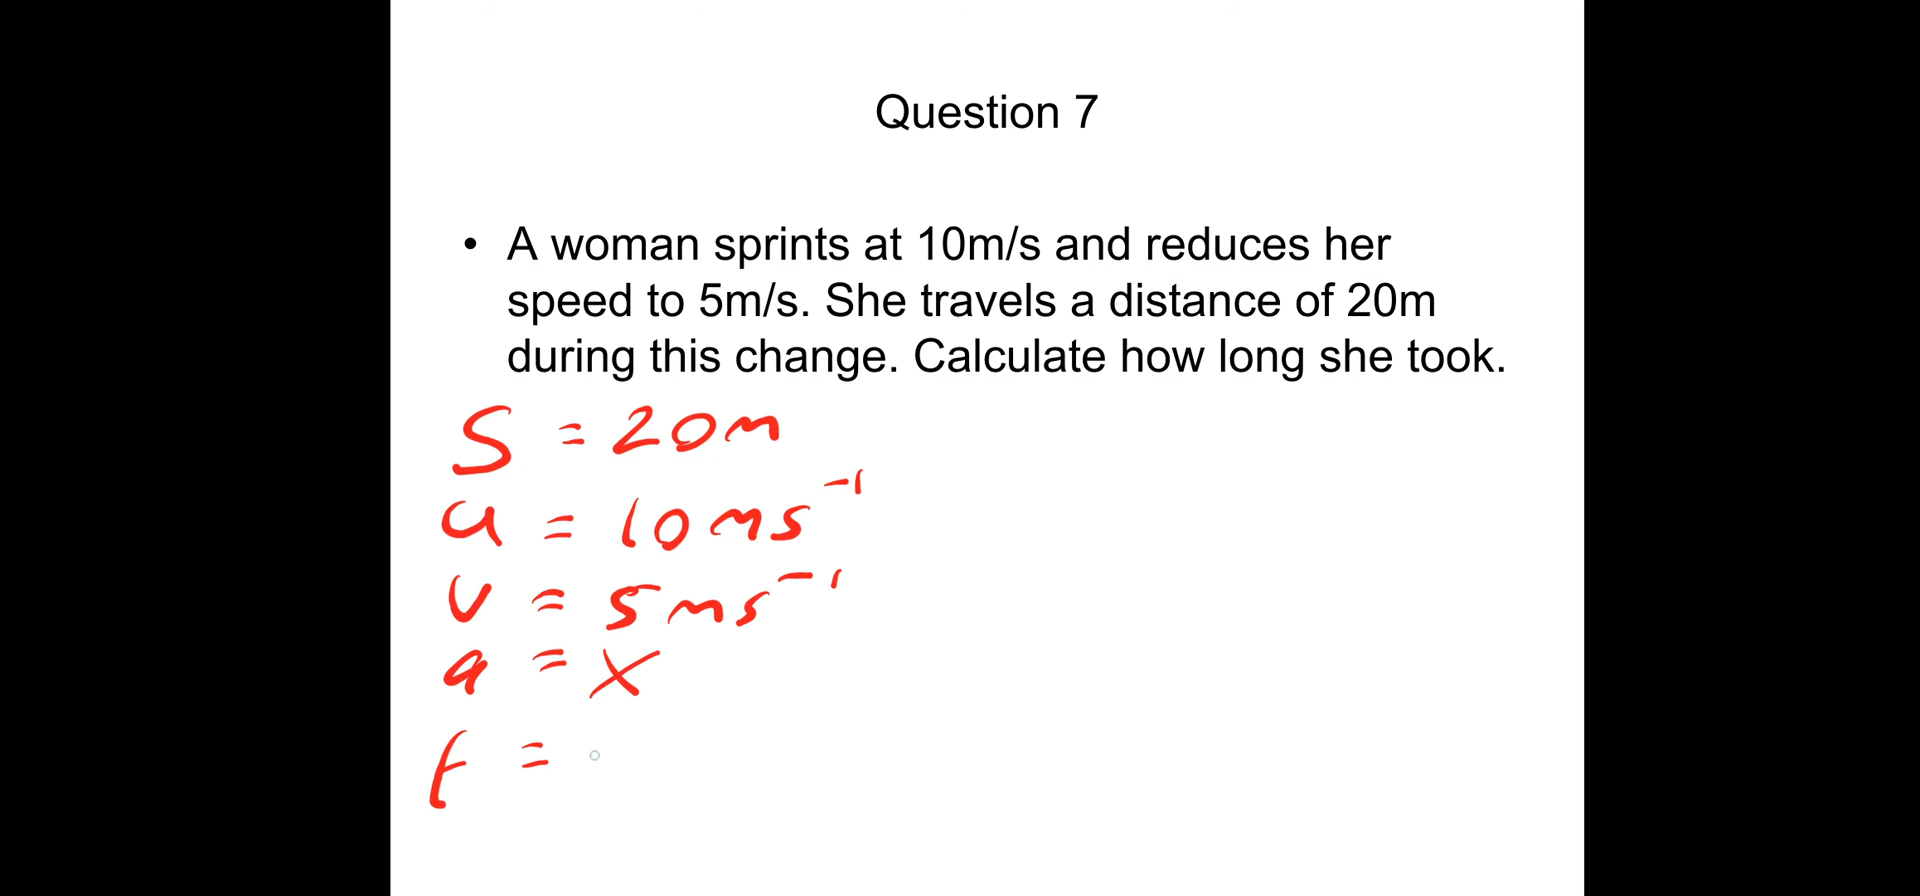 Question 7
• A woman sprints at 10m/s and reduces her
speed to 5m/s. She travels a distance of 20m
during this change. Calculate how long she took.
S = 20m
u = 10ms⁻¹
v = 5ms⁻¹
a = X
t =